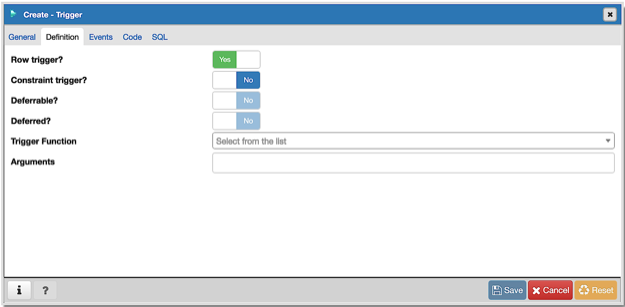 Create - Trigger
General Definition Events Code SQL
Row trigger? Yes
Constraint trigger? No
Deferrable? No
Deferred? No
Trigger Function Select from the list
Arguments
i ? Save Cancel Reset